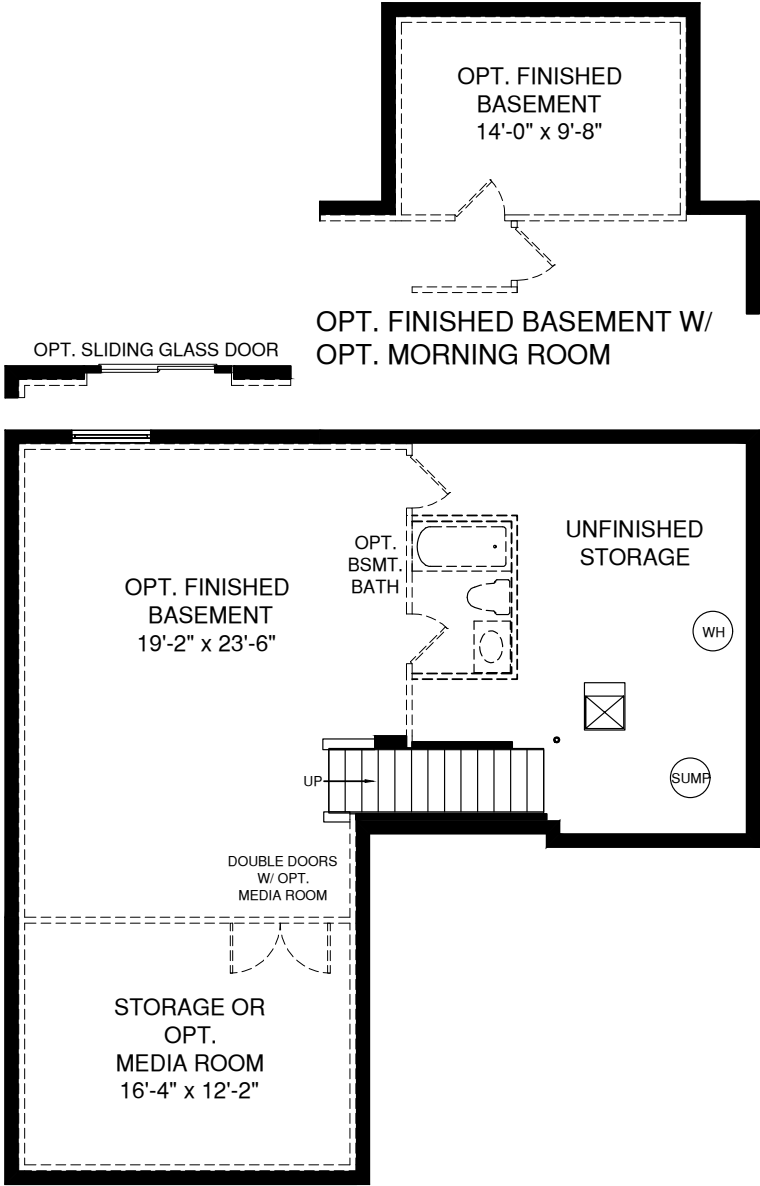 OPT. FINISHED
BASEMENT
14'-0" x 9'-8"
OPT. FINISHED BASEMENT W/
OPT. MORNING ROOM
OPT. SLIDING GLASS DOOR
OPT.
BSMT.
BATH
UNFINISHED
STORAGE
OPT. FINISHED
BASEMENT
19'-2" x 23'-6"
WH
UP
SUMP
DOUBLE DOORS
W/ OPT.
MEDIA ROOM
STORAGE OR
OPT.
MEDIA ROOM
16'-4" x 12'-2"